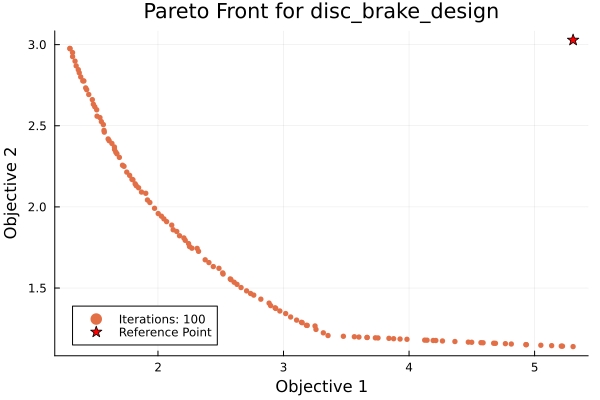 Pareto Front for disc_brake_design
Objective 2
3.0
2.5
2.0
1.5
Iterations: 100
Reference Point
2
3
4
5
Objective 1